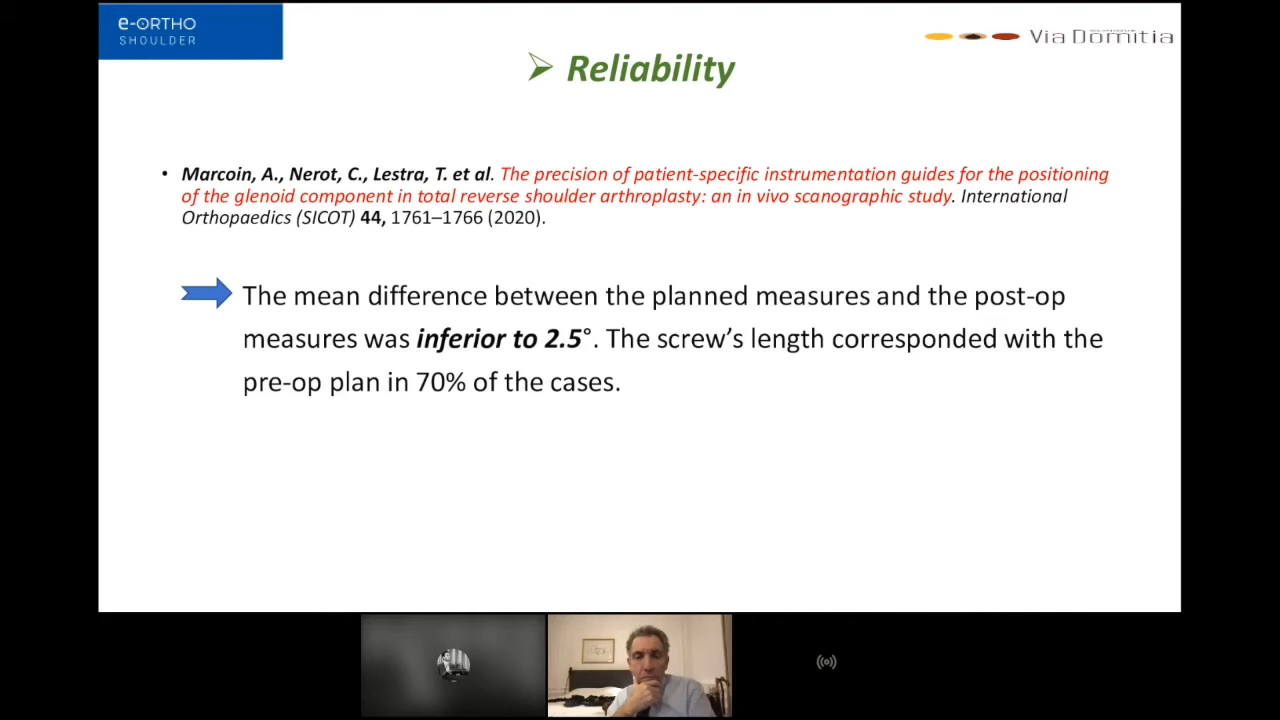 e-ORTHO
SHOULDER
Via Domitia
➢ Reliability
• Marcoin, A., Nerot, C., Lestra, T. et al. The precision of patient-specific instrumentation guides for the positioning
of the glenoid component in total reverse shoulder arthroplasty: an in vivo scanographic study. International
Orthopaedics (SICOT) 44, 1761–1766 (2020).
The mean difference between the planned measures and the post-op
measures was inferior to 2.5°. The screw’s length corresponded with the
pre-op plan in 70% of the cases.